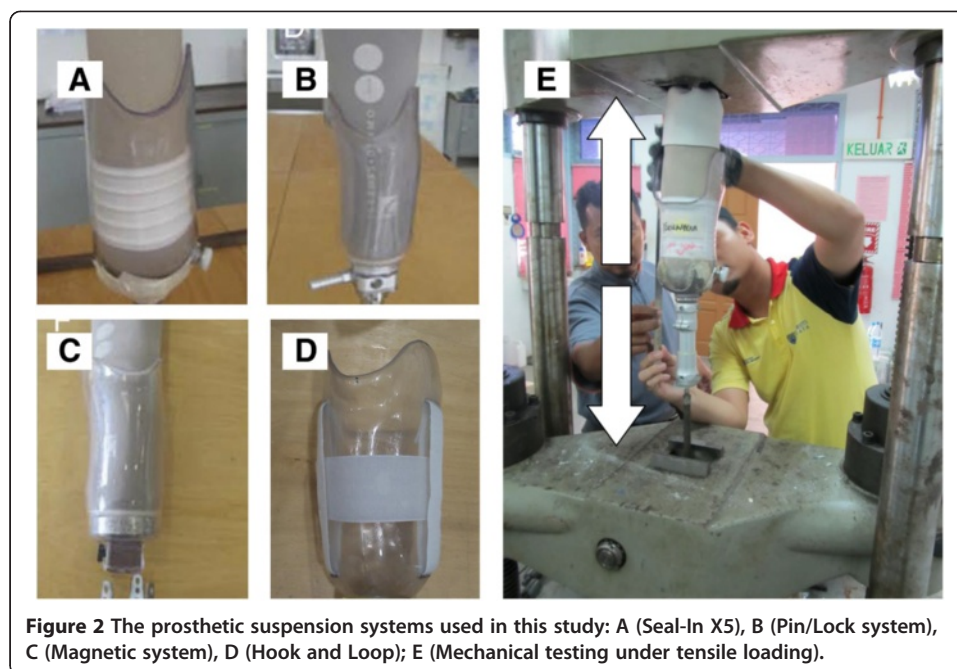 A
B
E
KELUAR
C
D
Figure 2 The prosthetic suspension systems used in this study: A (Seal-In X5), B (Pin/Lock system),
C (Magnetic system), D (Hook and Loop); E (Mechanical testing under tensile loading).